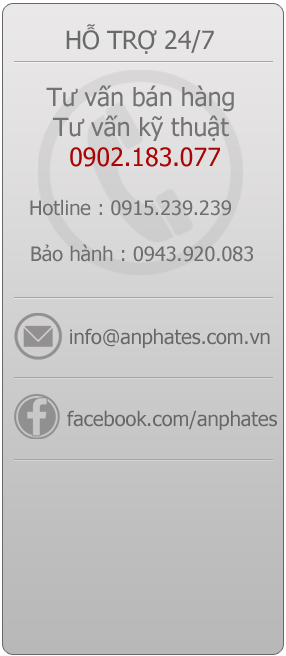 HỖ TRỢ 24/7
Tư vấn bán hàng
Tư vấn kỹ thuật
0902.183.077
Hotline : 0915.239.239
Bảo hành : 0943.920.083
info@anphates.com.vn
facebook.com/anphates